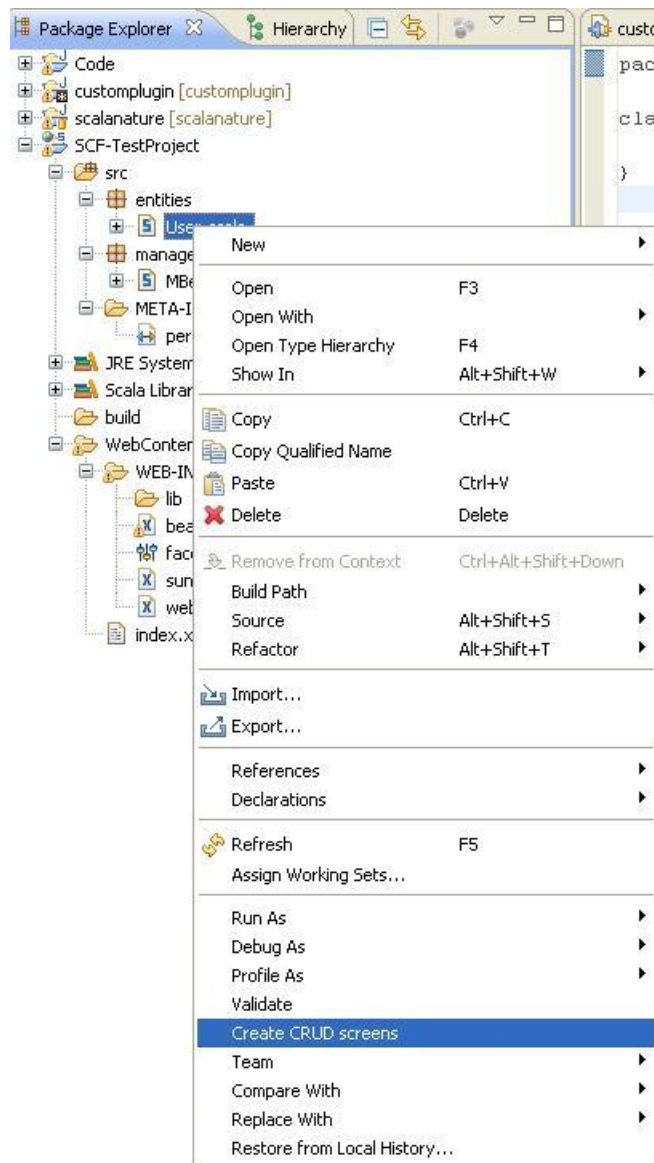 Package Explorer Hierarchy custo
Code
customplugin [customplugin]
scalanature [scalanature]
SCF-TestProject
src
entities
manage
MBe
META-I
per
JRE System
Scala Librar
build
WebConten
WEB-IN
lib
bea
fac
sun
web
index.x
pac
cla
}
New
Open F3
Open With
Open Type Hierarchy F4
Show In Alt+Shift+W
Copy Ctrl+C
Copy Qualified Name
Paste Ctrl+V
Delete Delete
Remove from Context Ctrl+Alt+Shift+Down
Build Path
Source Alt+Shift+S
Refactor Alt+Shift+T
Import...
Export...
References
Declarations
Refresh F5
Assign Working Sets...
Run As
Debug As
Profile As
Validate
Create CRUD screens
Team
Compare With
Replace With
Restore from Local History...